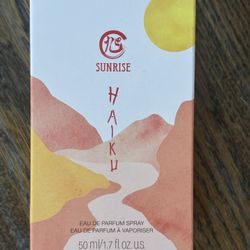 SUNRISE
HAIKU
EAU DE PARFUM SPRAY
EAU DE PARFUM À VAPORISER
50 ml/1.7 fl.oz.us.